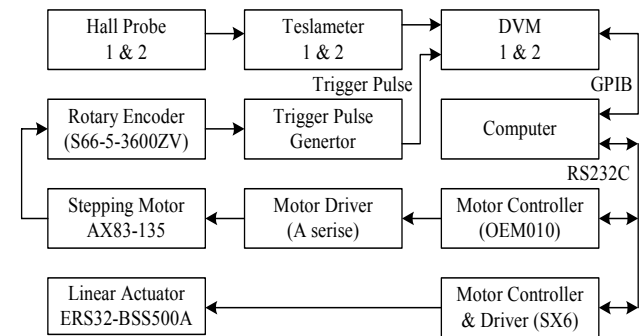 Hall Probe
1 & 2
Teslameter
1 & 2
DVM
1 & 2
Trigger Pulse
GPIB
Rotary Encoder
(S66-5-3600ZV)
Trigger Pulse
Genertor
Computer
RS232C
Stepping Motor
AX83-135
Motor Driver
(A serise)
Motor Controller
(OEM010)
Linear Actuator
ERS32-BSS500A
Motor Controller
& Driver (SX6)